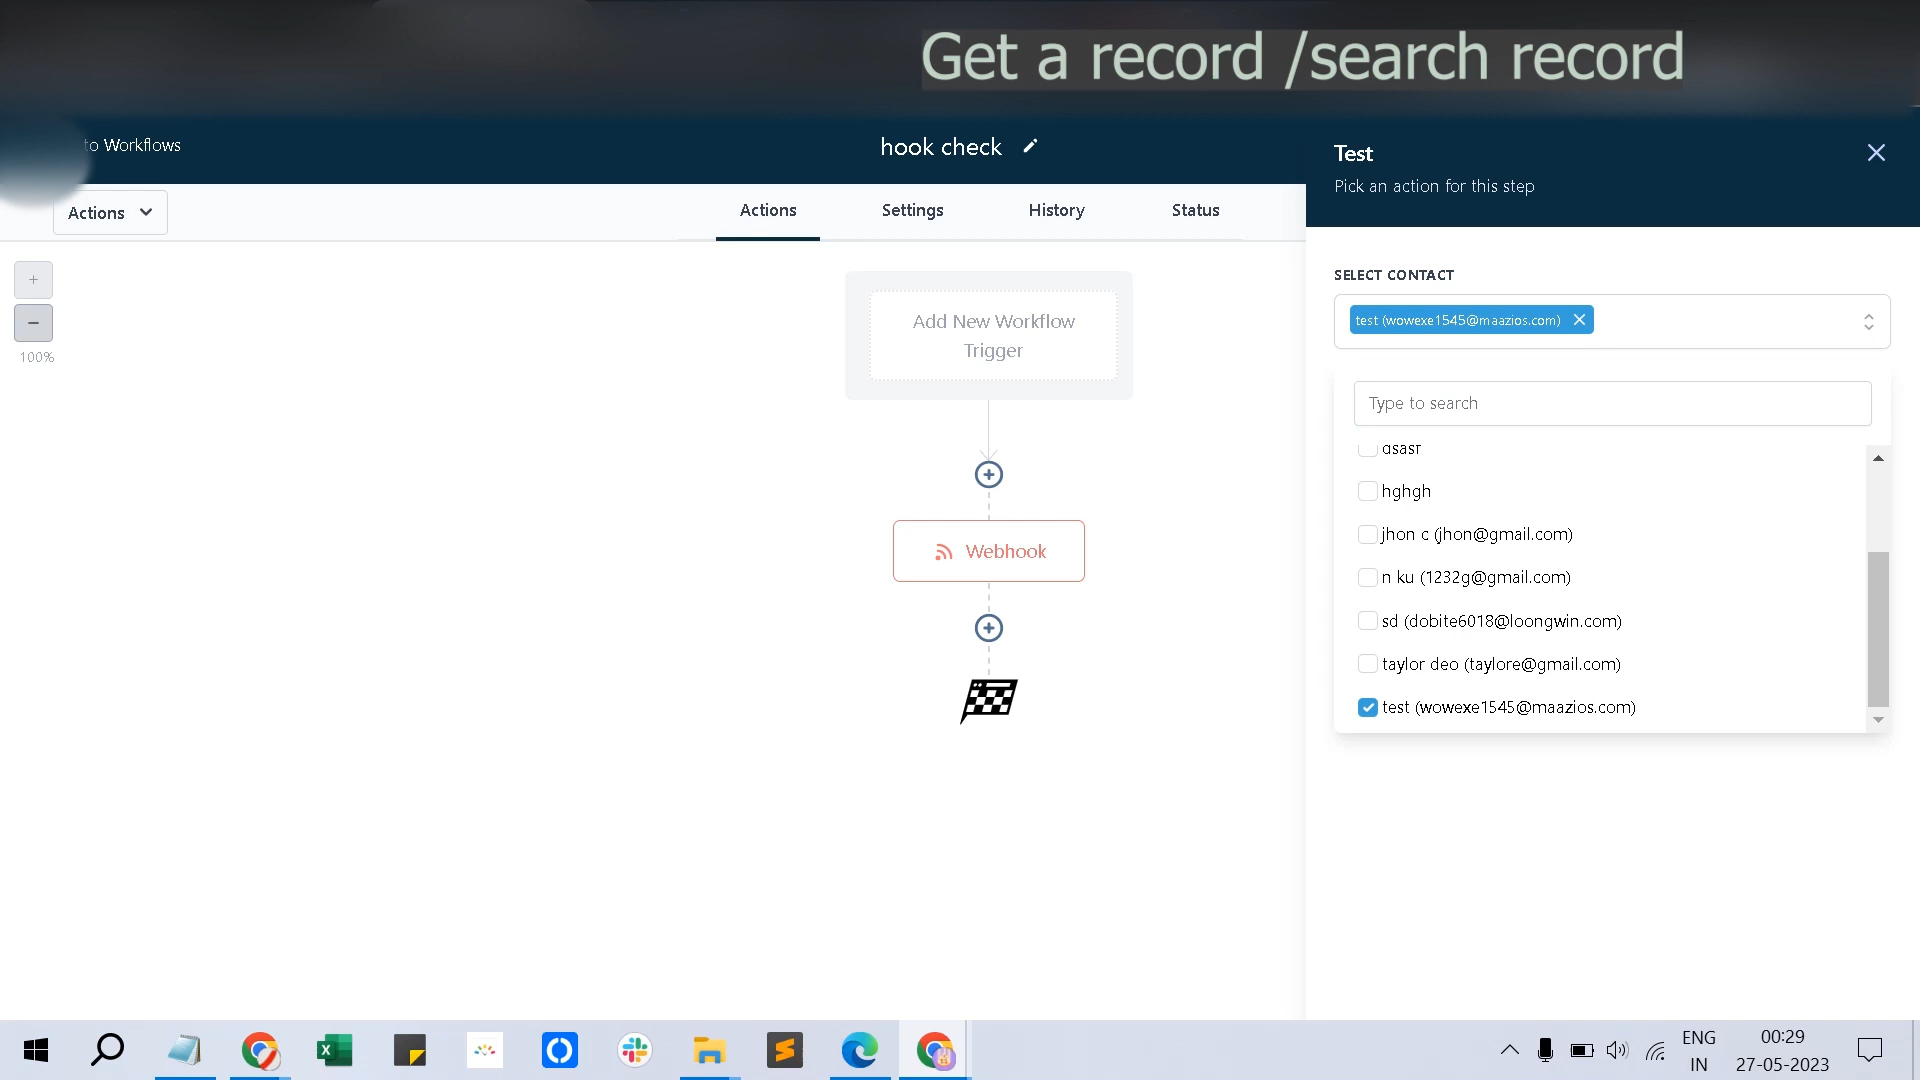 Get a record /search record
to Workflows
hook check
Test
Pick an action for this step
Actions
Actions
Settings
History
Status
SELECT CONTACT
test (wowexe1545@maazios.com)
+
−
100%
Add New Workflow
Trigger
Type to search
hghgh
jhon c (jhon@gmail.com)
Webhook
n ku (1232g@gmail.com)
sd (dobite6018@loongwin.com)
taylor deo (taylore@gmail.com)
test (wowexe1545@maazios.com)
ENG
IN
00:29
27-05-2023